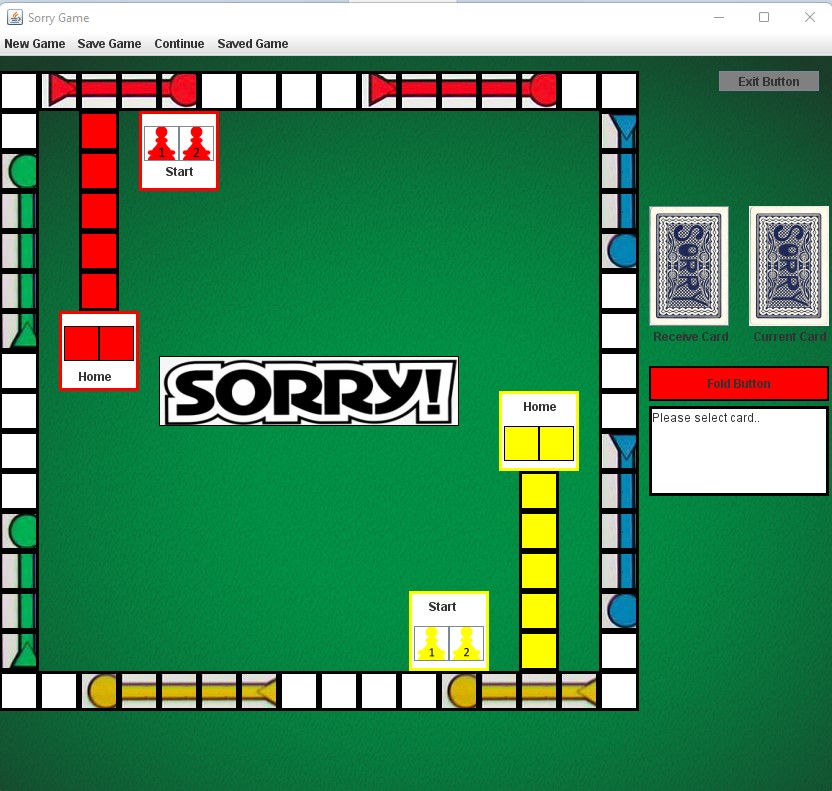 Sorry Game
New Game Save Game Continue Saved Game
Exit Button
1 2
Start
SORRY SORRY
Receive Card Current Card
Home
SORRY!
Fold Button
Please select card..
Home
Start
1 2